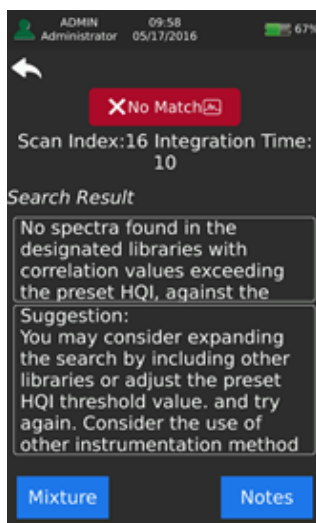 ADMIN 09:58
Administrator 05/17/2016 67%
No Match
Scan Index:16 Integration Time:
10
Search Result
No spectra found in the
designated libraries with
correlation values exceeding
the preset HQI, against the
Suggestion:
You may consider expanding
the search by including other
libraries or adjust the preset
HQI threshold value. and try
again. Consider the use of
other instrumentation method
Mixture Notes